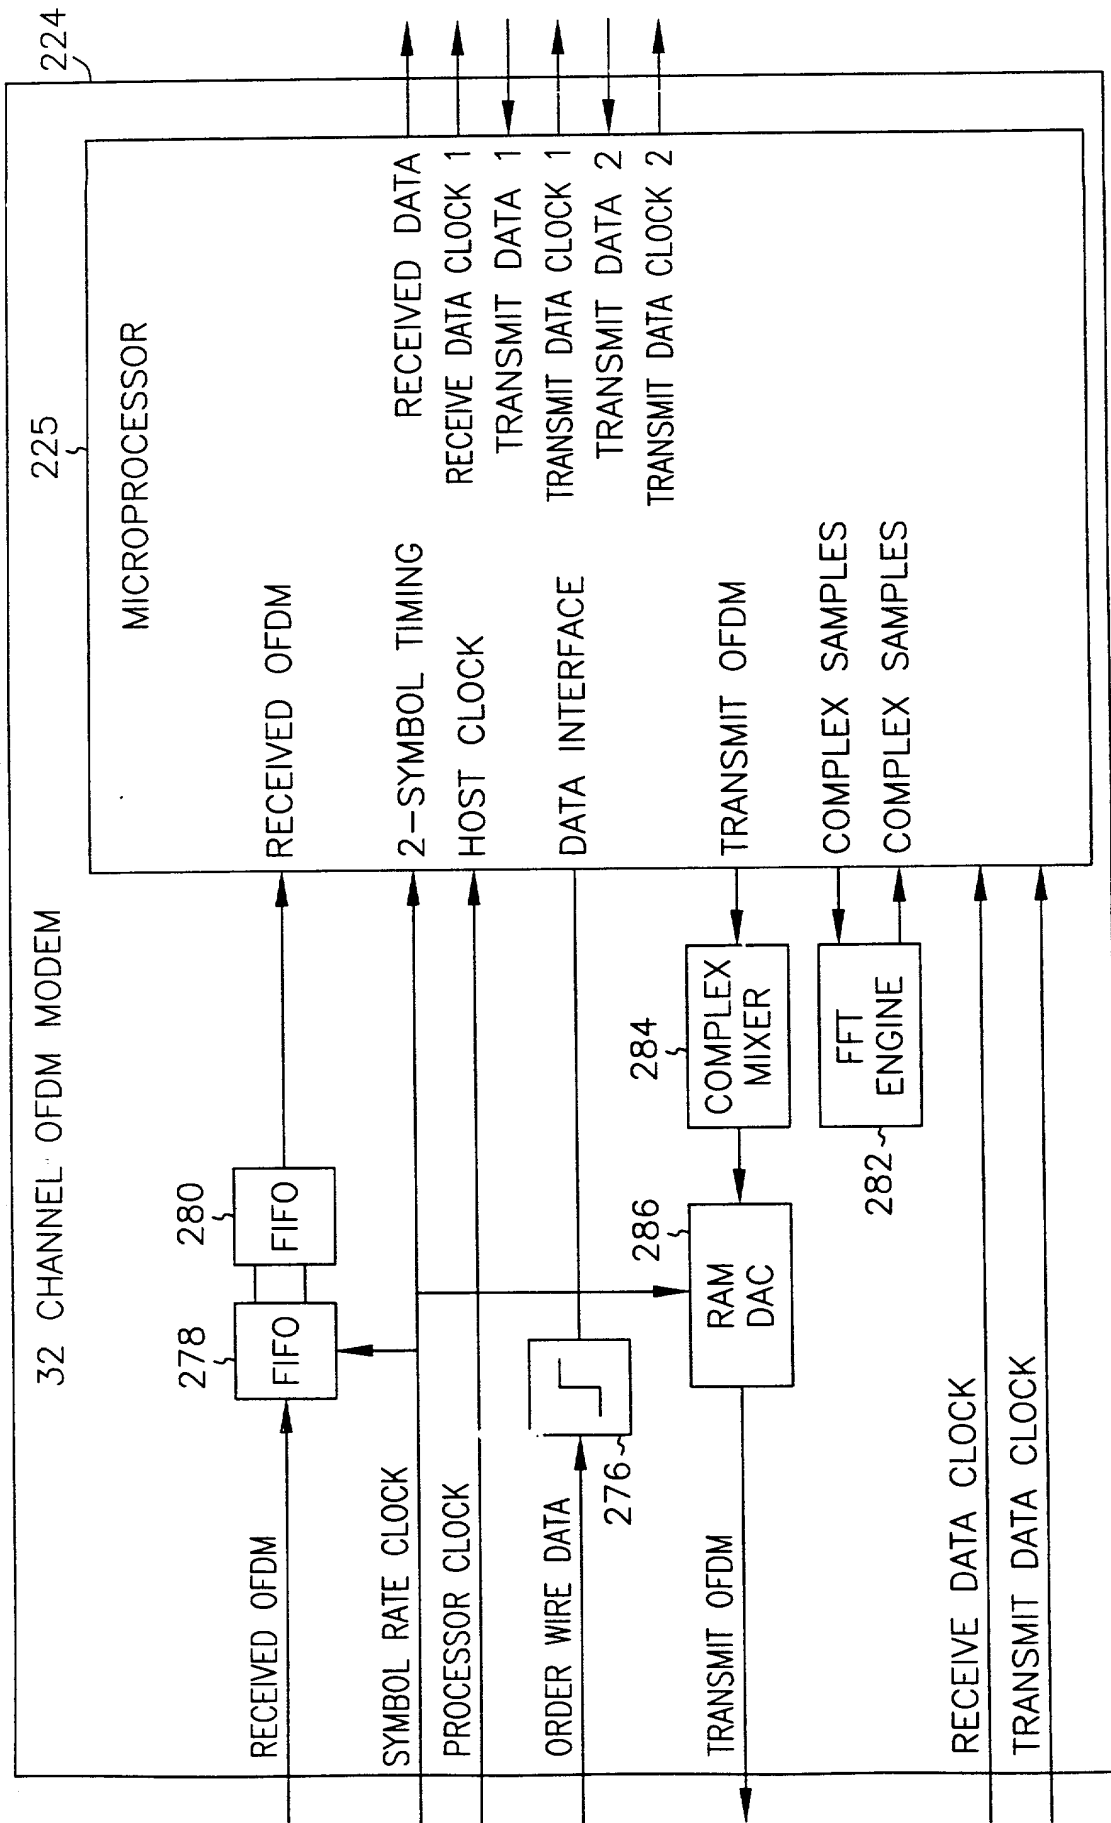 32 CHANNEL OFDM MODEM
224
225
MICROPROCESSOR
RECEIVED OFDM
278
FIFO
280
FIFO
RECEIVED OFDM
SYMBOL RATE CLOCK
2-SYMBOL TIMING
PROCESSOR CLOCK
HOST CLOCK
ORDER WIRE DATA
276
DATA INTERFACE
TRANSMIT OFDM
286
RAM
DAC
284
COMPLEX
MIXER
TRANSMIT OFDM
282
FFT
ENGINE
COMPLEX SAMPLES
COMPLEX SAMPLES
RECEIVE DATA CLOCK
TRANSMIT DATA CLOCK
RECEIVED DATA
RECEIVE DATA CLOCK 1
TRANSMIT DATA 1
TRANSMIT DATA CLOCK 1
TRANSMIT DATA 2
TRANSMIT DATA CLOCK 2